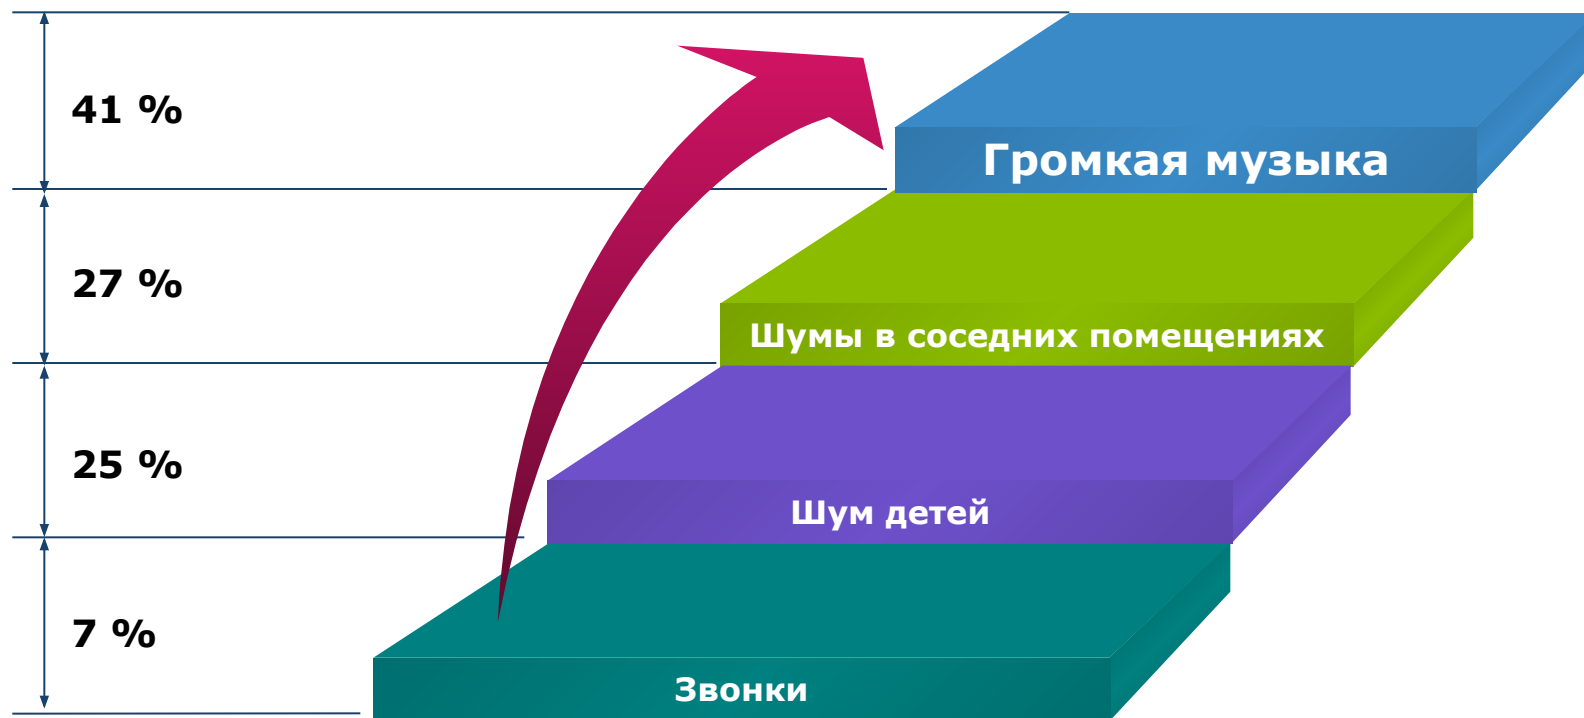 41 %
Громкая музыка
27 %
Шумы в соседних помещениях
25 %
Шум детей
7 %
Звонки